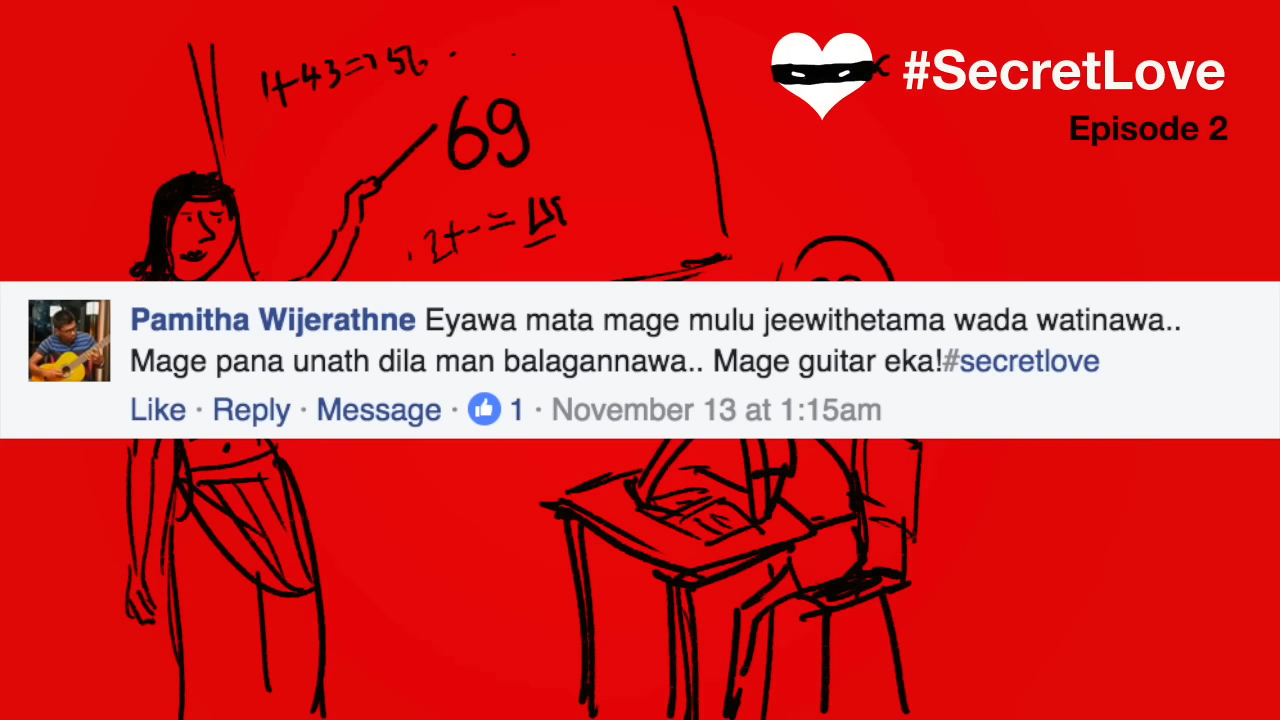 #SecretLove
Episode 2
69
Pamitha Wijerathne Eyawa mata mage mulu jeewithetama wada watinawa..
Mage pana unath dila man balagannawa.. Mage guitar eka!#secretlove
Like · Reply · Message · 1 · November 13 at 1:15am